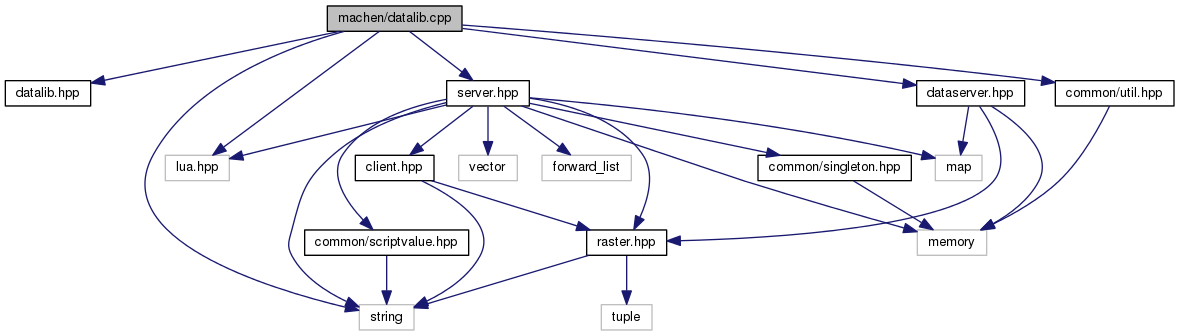 machen/datalib.cpp
datalib.hpp
server.hpp
dataserver.hpp
common/util.hpp
lua.hpp
client.hpp
vector
forward_list
common/singleton.hpp
map
common/scriptvalue.hpp
raster.hpp
memory
string
tuple